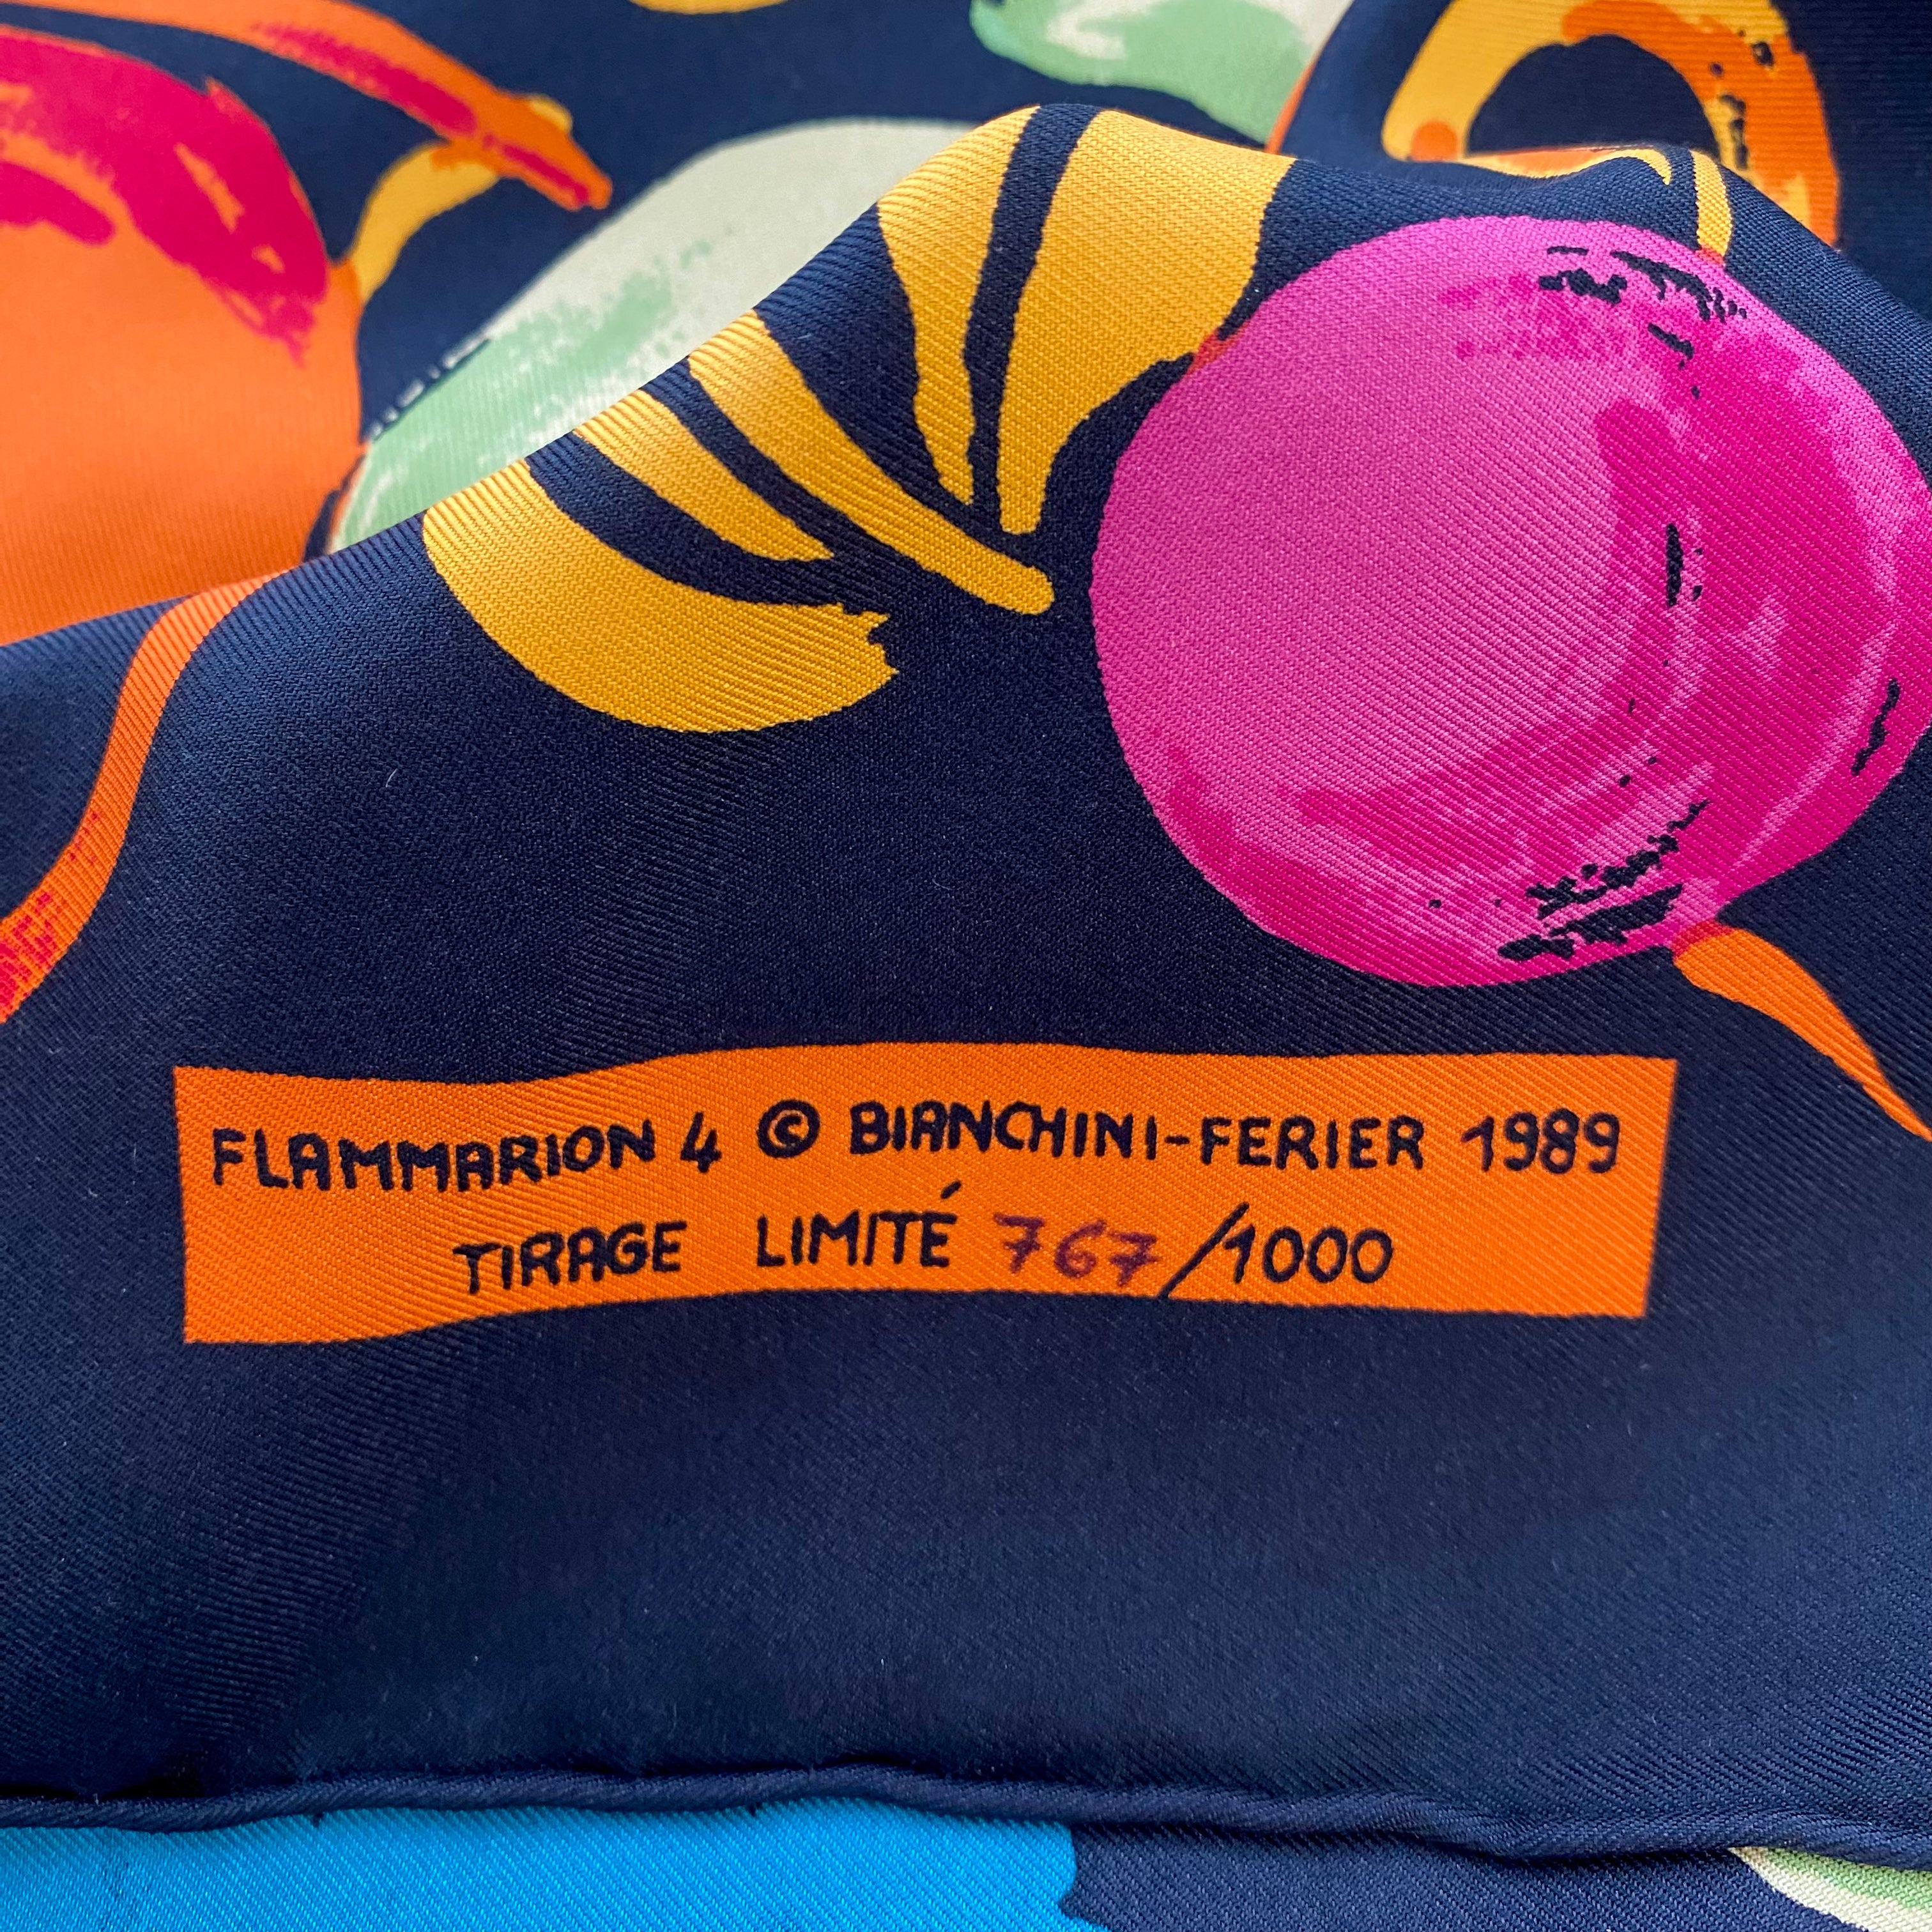 FLAMMARION 4 © BIANCHINI-FERIER 1989
TIRAGE LIMITÉ 767/1000